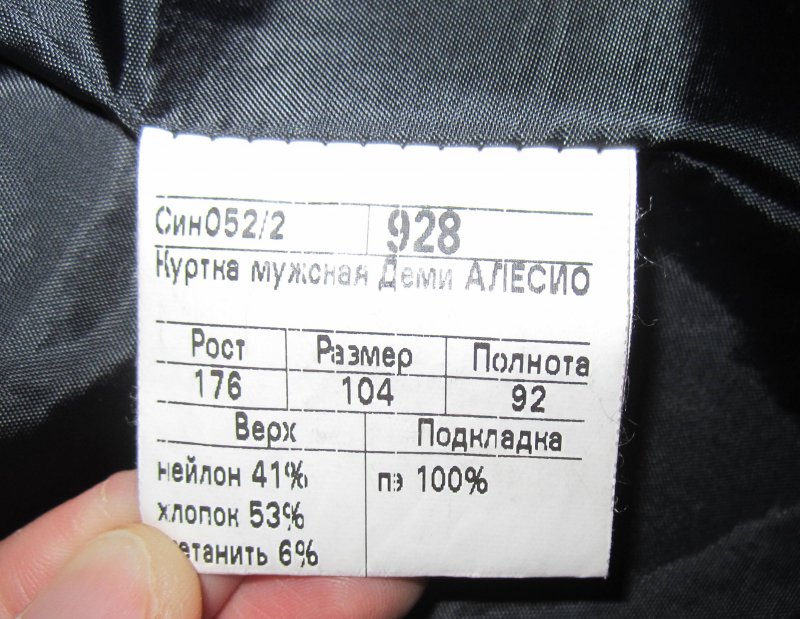 Син052/2 928
Куртка мужская Деми АЛЕСИО
Рост Размер Полнота
176 104 92
Верх Подкладка
нейлон 41% пэ 100%
хлопок 53%
6%